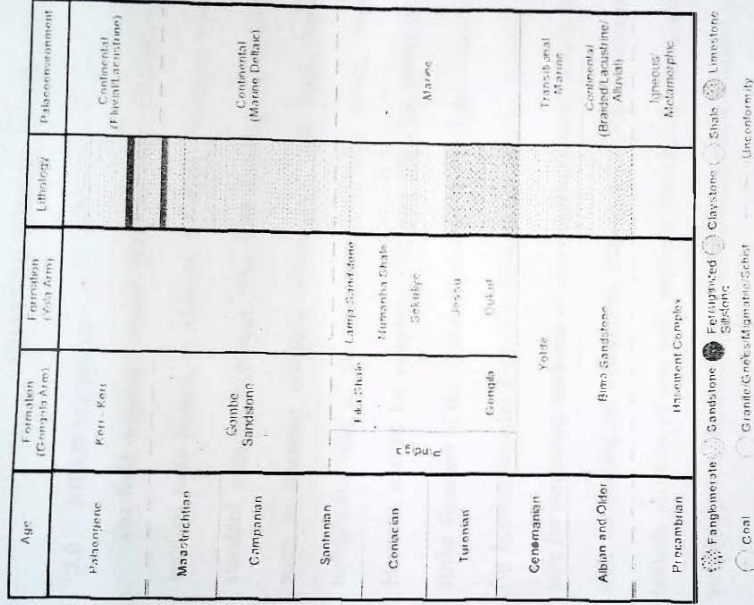 Age
Formation
(Gongola Arm)
Formation
(Yola Arm)
Lithology
Palaeoenvironment
Palaeogene
Kerri - Kerri
Continental
(Fluvial/Lacustrine)
Maastrichtian
Campanian
Gombe
Sandstone
Continental
(Marine Deltaic)
Santonian
Fika Shale
Lamja Sandstone
Coniacian
Numanha Shale
Sekuliye
Marine
Turonian
Gongila
Jessu
Dukul
Cenomanian
Yolde
Transitional
Marine
Albian and Older
Bima Sandstone
Continental
(Braided/Lacustrine/
Alluvial)
Precambrian
Basement Complex
Igneous/
Metamorphic
Fanglomerate
Sandstone
Ferruginized
Siltstone
Claystone
Shale
Limestone
Coal
Granite/Gneiss/Migmatite/Schist
Unconformity